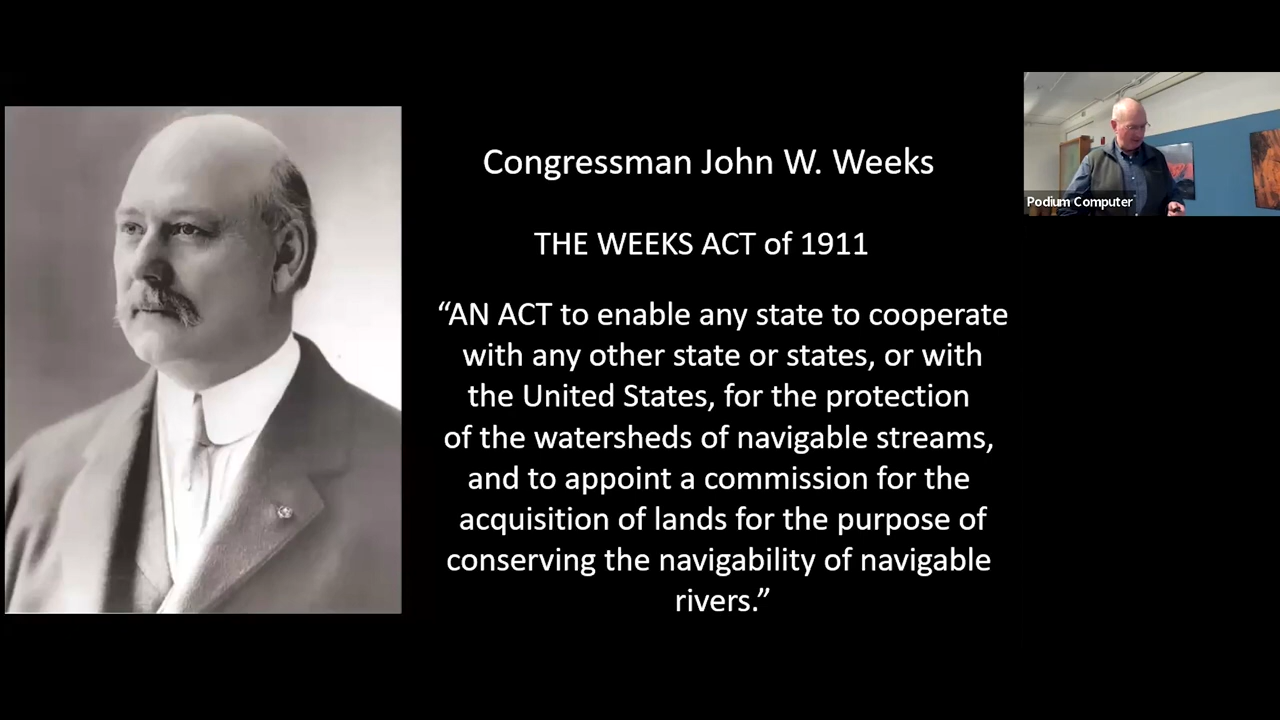 Congressman John W. Weeks
THE WEEKS ACT of 1911
“AN ACT to enable any state to cooperate
with any other state or states, or with
the United States, for the protection
of the watersheds of navigable streams,
and to appoint a commission for the
acquisition of lands for the purpose of
conserving the navigability of navigable
rivers.”
Podium Computer